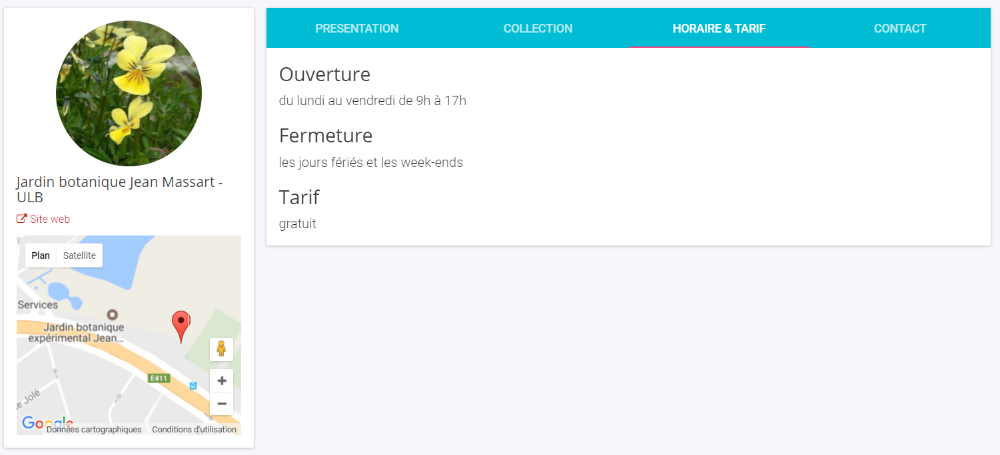 PRESENTATION
COLLECTION
HORAIRE & TARIF
CONTACT
Jardin botanique Jean Massart -
ULB
Site web
Plan
Satellite
Services
Jardin botanique
expérimental Jean...
E411
Jolé
Google
Données cartographiques
Conditions d'utilisation
Ouverture
du lundi au vendredi de 9h à 17h
Fermeture
les jours fériés et les week-ends
Tarif
gratuit